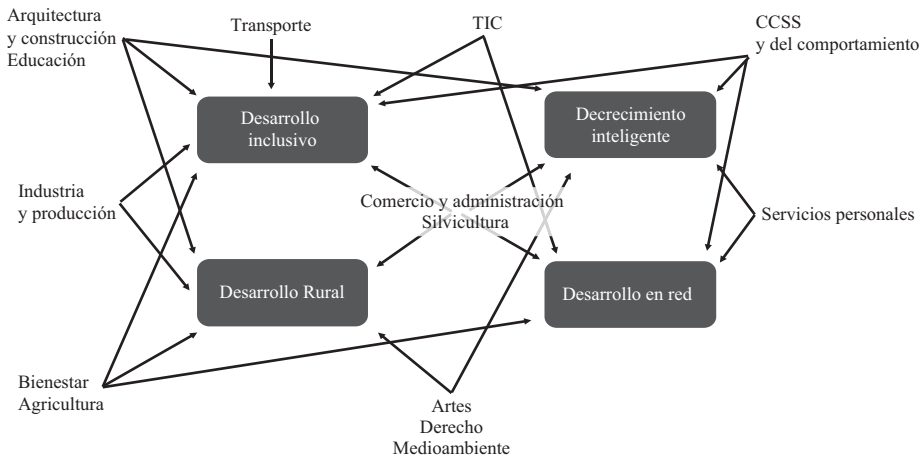 Arquitectura
y construcción
Educación
Transporte
TIC
CCSS
y del comportamiento
Desarrollo
inclusivo
Decrecimiento
inteligente
Industria
y producción
Comercio y administración
Silvicultura
Servicios personales
Desarrollo Rural
Desarrollo en red
Bienestar
Agricultura
Artes
Derecho
Medioambiente